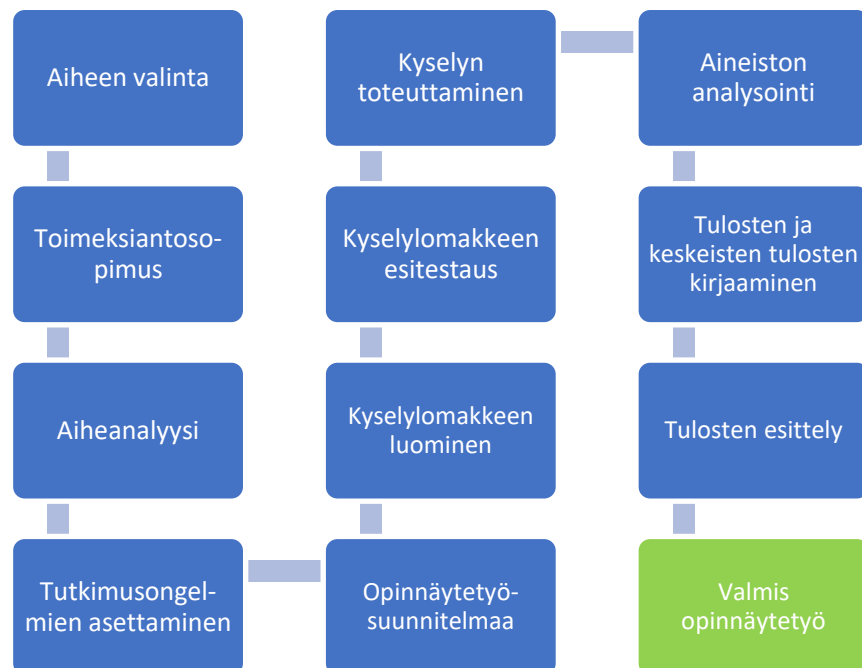 Aiheen valinta
Toimeksiantoso-
pimus
Aiheanalyysi
Tutkimusongel-
mien asettaminen
Opinnäytetyö-
suunnitelmaa
Kyselylomakkeen
luominen
Kyselylomakkeen
esitestaus
Kyselyn
toteuttaminen
Aineiston
analysointi
Tulosten ja
keskeisten tulosten
kirjaaminen
Tulosten esittely
Valmis
opinnäytetyö